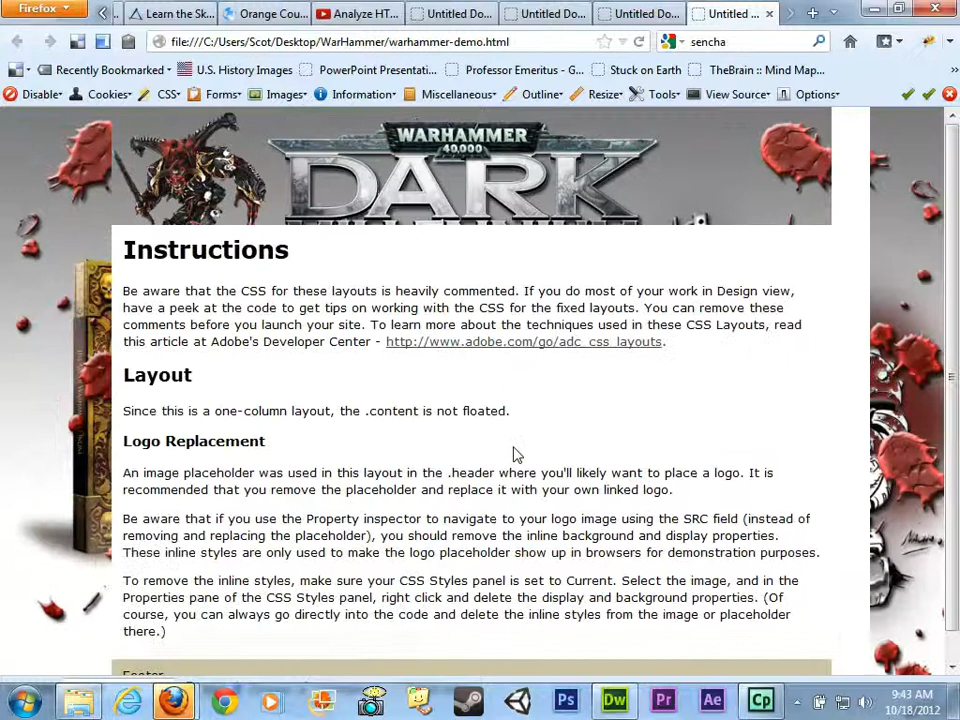 Firefox
Learn the Sk...
Orange Cou...
Analyze HT...
Untitled Do...
Untitled Do...
Untitled Do...
Untitled ...
file:///C:/Users/Scot/Desktop/WarHammer/warhammer-demo.html
sencha
Recently Bookmarked
U.S. History Images
PowerPoint Presentati...
Professor Emeritus - G...
Stuck on Earth
TheBrain :: Mind Map...
Disable
Cookies
CSS
Forms
Images
Information
Miscellaneous
Outline
Resize
Tools
View Source
Options
WARHAMMER
40,000
DARK
Instructions
Be aware that the CSS for these layouts is heavily commented. If you do most of your work in Design view,
have a peek at the code to get tips on working with the CSS for the fixed layouts. You can remove these
comments before you launch your site. To learn more about the techniques used in these CSS Layouts, read
this article at Adobe's Developer Center - http://www.adobe.com/go/adc_css_layouts.
Layout
Since this is a one-column layout, the .content is not floated.
Logo Replacement
An image placeholder was used in this layout in the .header where you'll likely want to place a logo. It is
recommended that you remove the placeholder and replace it with your own linked logo.
Be aware that if you use the Property inspector to navigate to your logo image using the SRC field (instead of
removing and replacing the placeholder), you should remove the inline background and display properties.
These inline styles are only used to make the logo placeholder show up in browsers for demonstration purposes.
To remove the inline styles, make sure your CSS Styles panel is set to Current. Select the image, and in the
Properties pane of the CSS Styles panel, right click and delete the display and background properties. (Of
course, you can always go directly into the code and delete the inline styles from the image or placeholder
there.)
Footer
Ps
Dw
Pr
Ae
Cp
9:43 AM
10/18/2012